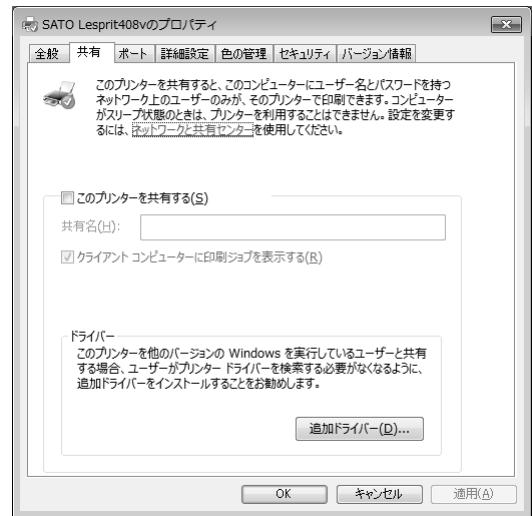 SATO Lesprit408vのプロパティ
全般 共有 ポート 詳細設定 色の管理 セキュリティ バージョン情報
このプリンターを共有すると、このコンピューターにユーザー名とパスワードを持つ
ネットワーク上のユーザーのみが、そのプリンターで印刷できます。コンピューター
がスリープ状態のときは、プリンターを利用することはできません。設定を変更す
るには、ネットワークと共有センターを使用してください。
このプリンターを共有する(S)
共有名(H):
クライアント コンピューターに印刷ジョブを表示する(R)
ドライバー
このプリンターを他のバージョンの Windows を実行しているユーザーと共有
する場合、ユーザーがプリンター ドライバーを検索する必要がなくなるように、
追加ドライバーをインストールすることをお勧めします。
追加ドライバー(D)...
OK キャンセル 適用(A)